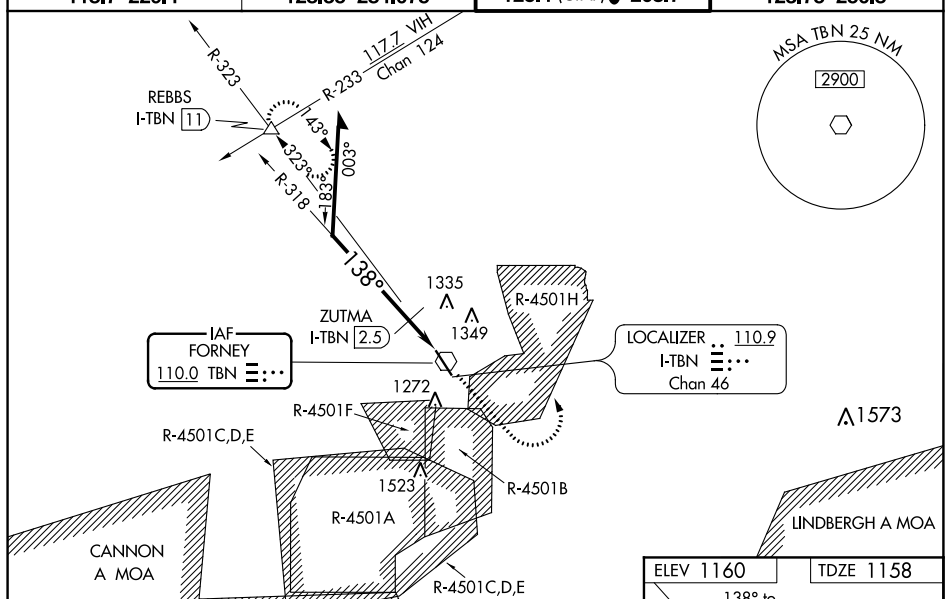 MSA TBN 25 NM
2900
R-323
117.7 VIH
Chan 124
R-233
REBBS
I-TBN 11
143°
323°
003°
183°
R-318
138°
1335
1349
R-4501H
ZUTMA
I-TBN 2.5
IAF
FORNEY
110.0 TBN
LOCALIZER 110.9
I-TBN
Chan 46
1272
R-4501F
1573
R-4501C,D,E
1523
R-4501B
R-4501A
LINDBERGH A MOA
CANNON
A MOA
R-4501C,D,E
ELEV 1160
TDZE 1158
138° to